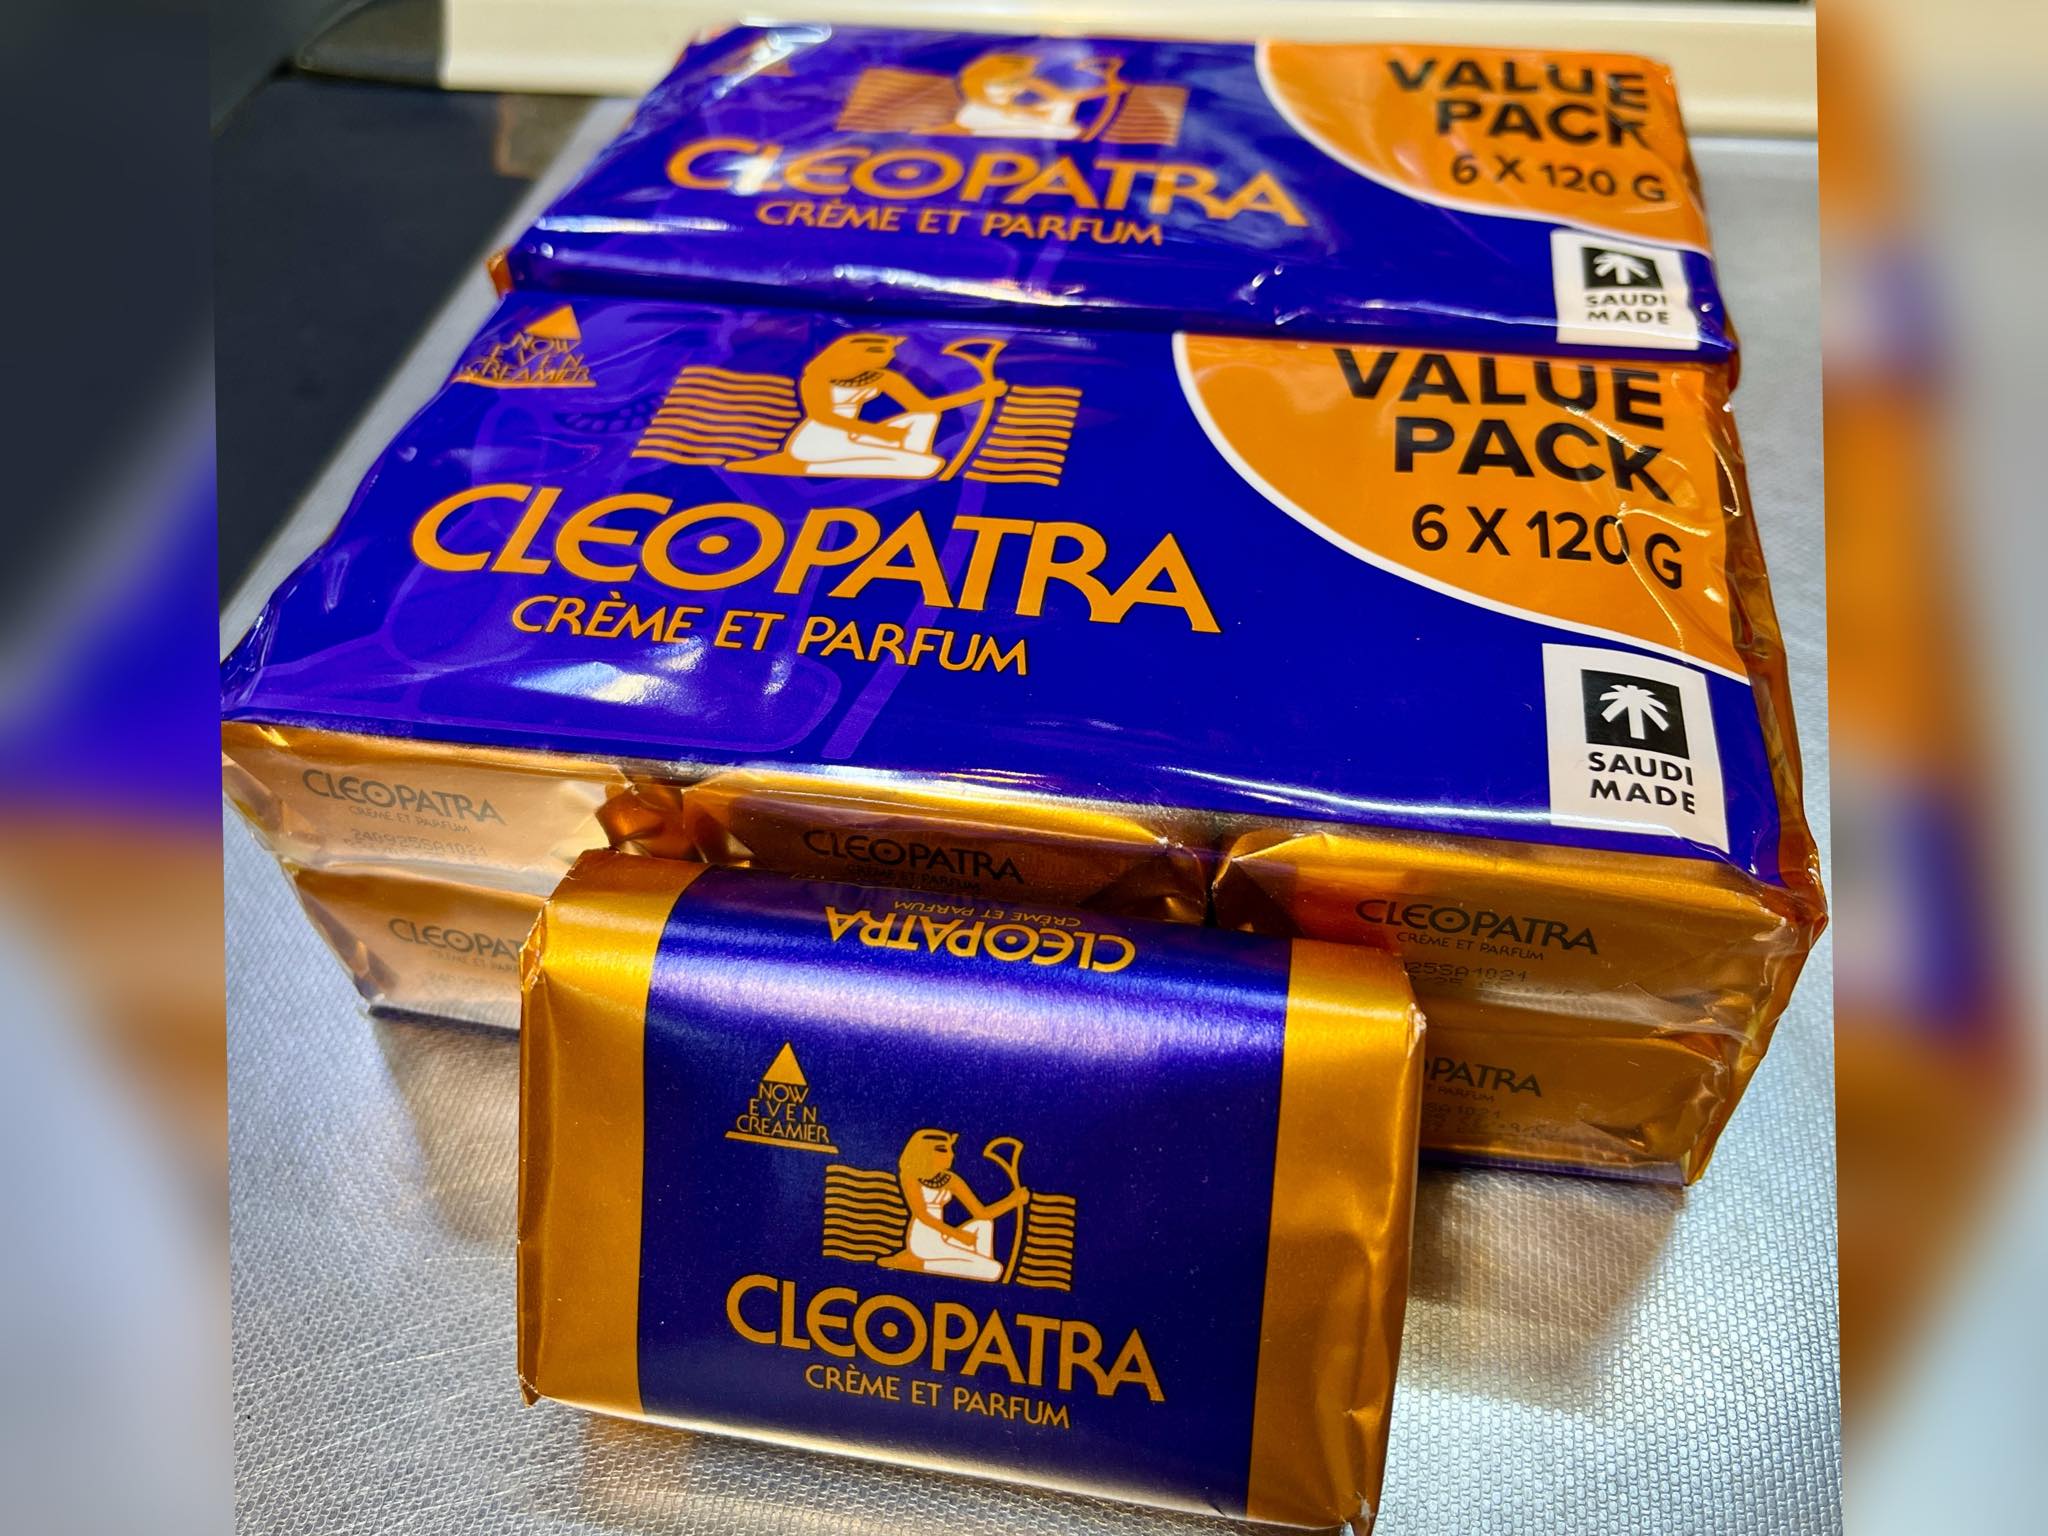 VALUE
PACK
6 X 120 G
CLEOPATRA
CRÈME ET PARFUM
SAUDI
MADE
NOW
EVEN
CREAMIER
VALUE
PACK
6 X 120 G
CLEOPATRA
CRÈME ET PARFUM
SAUDI
MADE
CLEOPATRA
CRÈME ET PARFUM
CLEOPATRA
CRÈME ET PARFUM
CLEOPATRA
CRÈME ET PARFUM
CLEOPATRA
CRÈME ET PARFUM
NOW
EVEN
CREAMIER
CLEOPATRA
CRÈME ET PARFUM